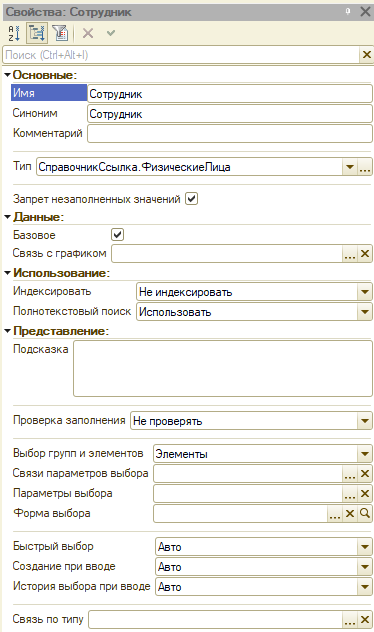 Свойства: Сотрудник
Поиск (Ctrl+Alt+I)
Основные:
Имя Сотрудник
Синоним Сотрудник
Комментарий
Тип СправочникСсылка.ФизическиеЛица
Запрет незаполненных значений
Данные:
Базовое
Связь с графиком
Использование:
Индексировать Не индексировать
Полнотекстовый поиск Использовать
Представление:
Подсказка
Проверка заполнения Не проверять
Выбор групп и элементов Элементы
Связи параметров выбора
Параметры выбора
Форма выбора
Быстрый выбор Авто
Создание при вводе Авто
История выбора при вводе Авто
Связь по типу